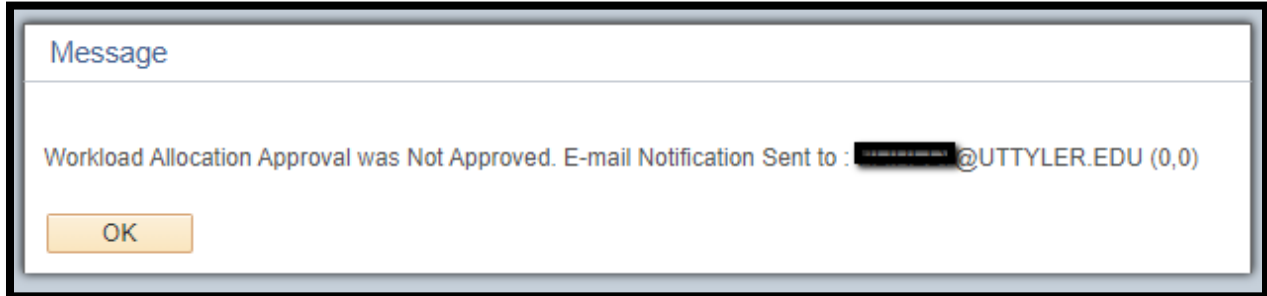 Message
Workload Allocation Approval was Not Approved. E-mail Notification Sent to : @UTTYLER.EDU (0,0)
OK